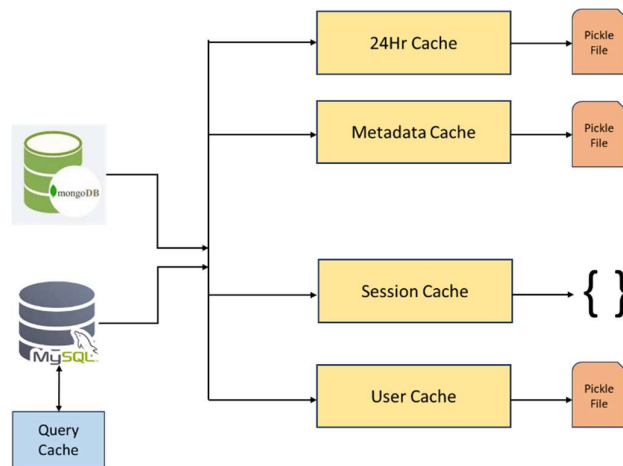 24Hr Cache
Pickle
File
Metadata Cache
Pickle
File
mongoDB
Session Cache
{ }
MySQL
User Cache
Pickle
File
Query
Cache